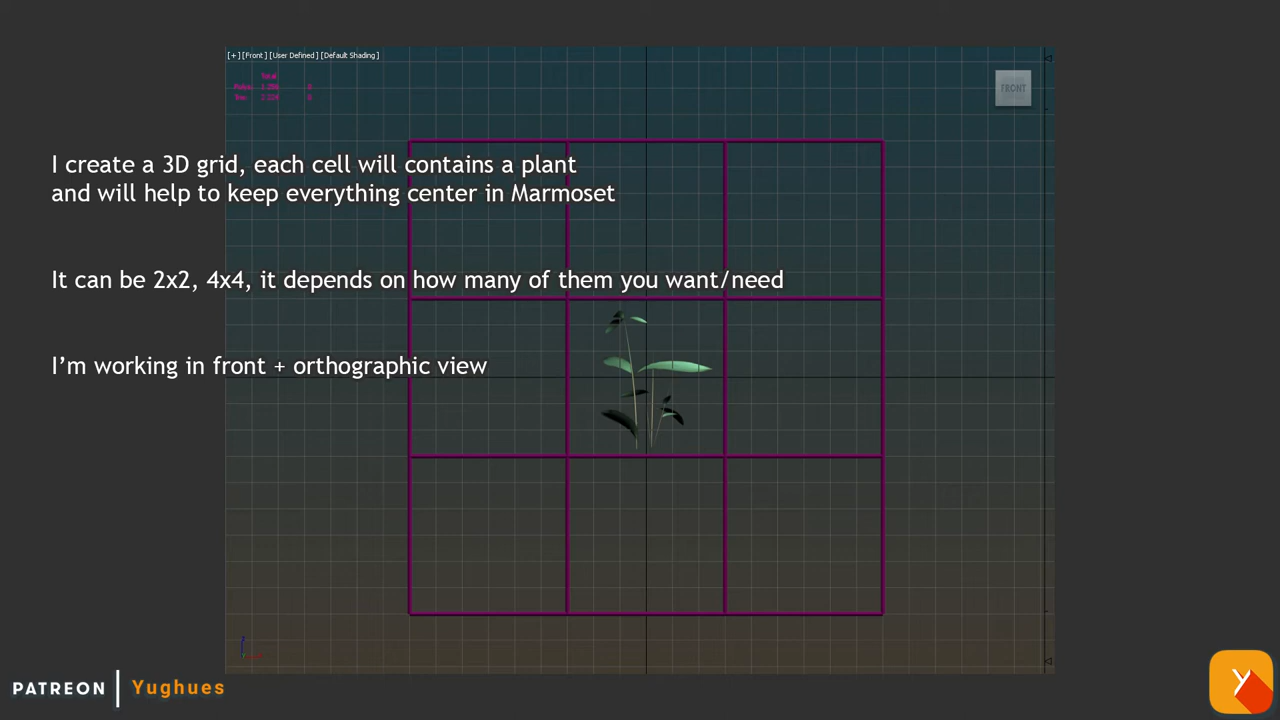 [+] [Front ] [User Defined ] [Default Shading ]
Total
FRONT
I create a 3D grid, each cell will contains a plant
and will help to keep everything center in Marmoset
It can be 2x2, 4x4, it depends on how many of them you want/need
I'm working in front + orthographic view
PATREON | Yughues
Y